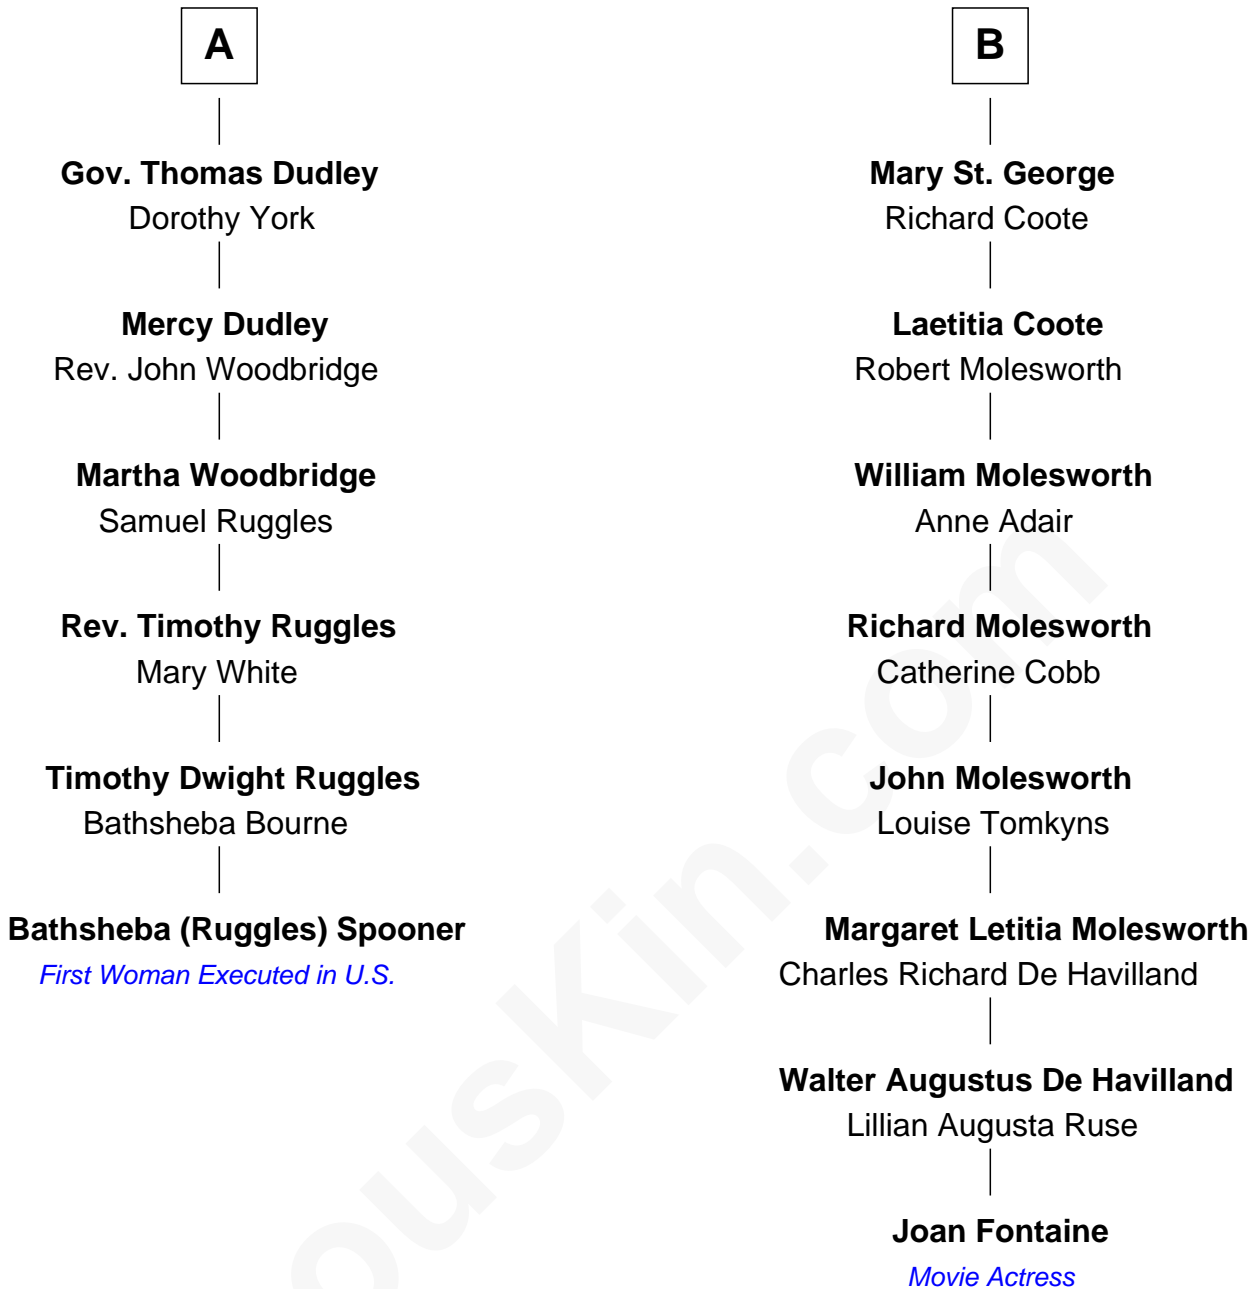 A
Gov. Thomas Dudley
Dorothy York
Mercy Dudley
Rev. John Woodbridge
Martha Woodbridge
Samuel Ruggles
Rev. Timothy Ruggles
Mary White
Timothy Dwight Ruggles
Bathsheba Bourne
Bathsheba (Ruggles) Spooner
First Woman Executed in U.S.
B
Mary St. George
Richard Coote
Laetitia Coote
Robert Molesworth
William Molesworth
Anne Adair
Richard Molesworth
Catherine Cobb
John Molesworth
Louise Tomkyns
Margaret Letitia Molesworth
Charles Richard De Havilland
Walter Augustus De Havilland
Lillian Augusta Ruse
Joan Fontaine
Movie Actress
ousKin.com